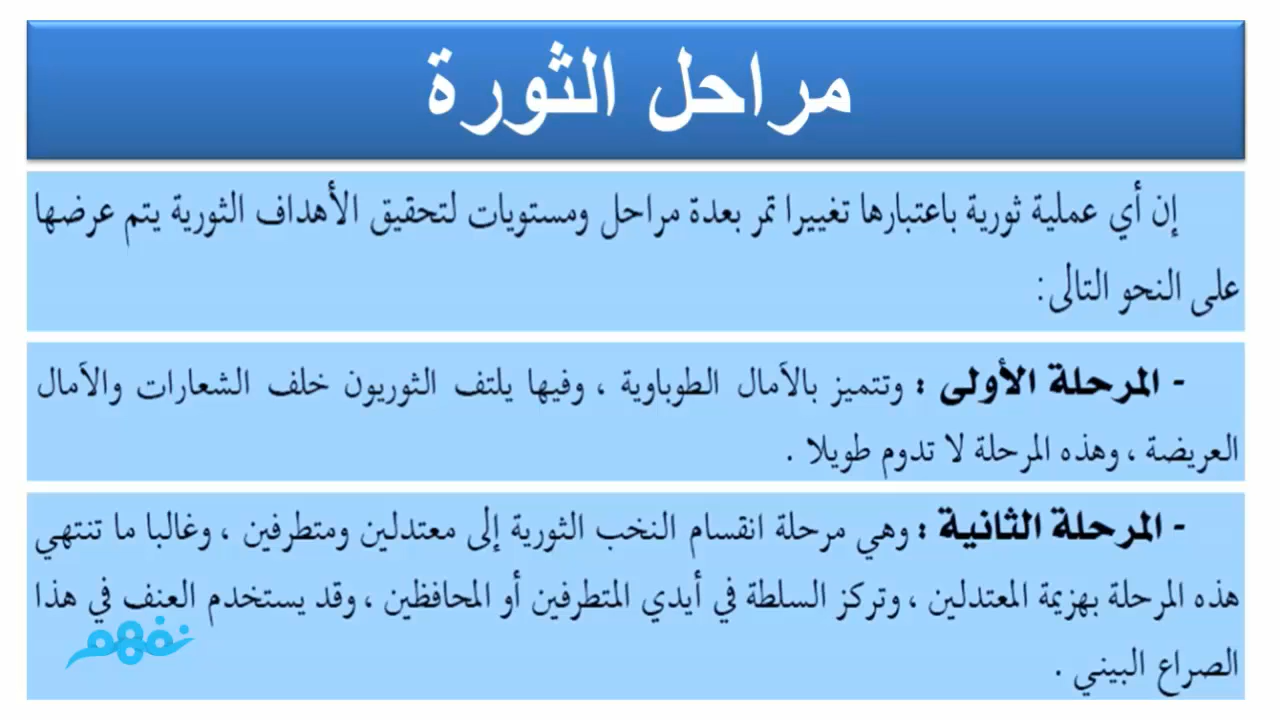 مراحل الثورة
إن أي عملية ثورية باعتبارها تغييرا تمر بعدة مراحل ومستويات لتحقيق الأهداف الثورية يتم عرضها
على النحو التالى:
- المرحلة الأولى : وتتميز بالآمال الطوباوية ، وفيها يلتف الثوريون خلف الشعارات والآمال
العريضة ، وهذه المرحلة لا تدوم طويلا .
- المرحلة الثانية : وهي مرحلة انقسام النخب الثورية إلى معتدلين ومتطرفين ، وغالبا ما تنتهي
هذه المرحلة بهزيمة المعتدلين ، وتركز السلطة في أيدي المتطرفين أو المحافظين ، وقد يستخدم العنف في هذا
الصراع البيني .
نفهم